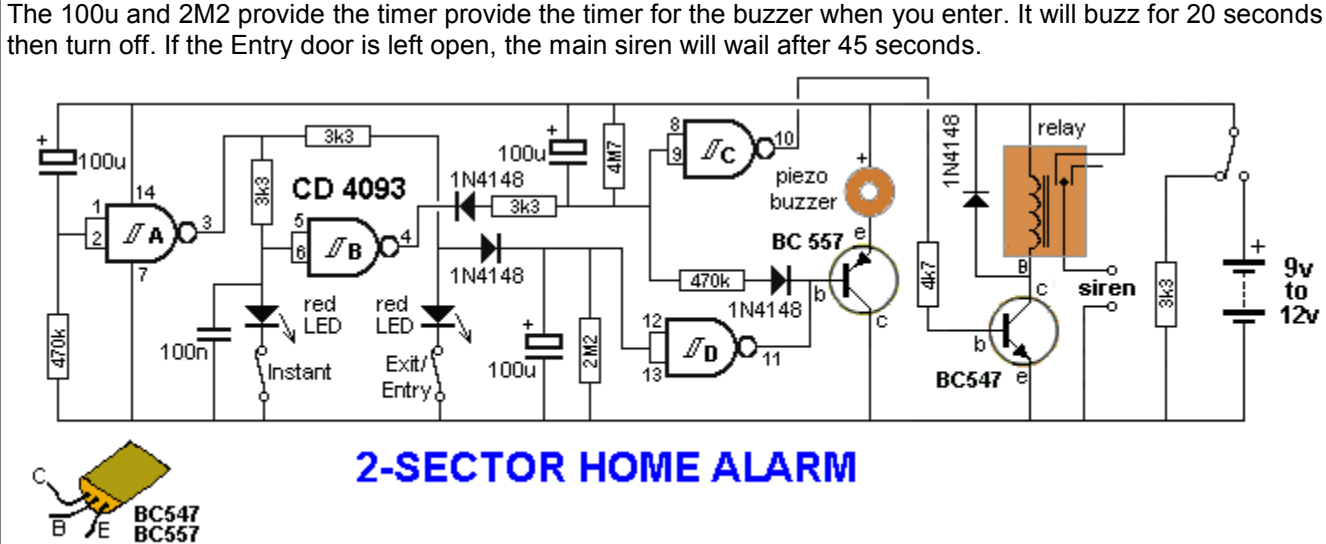 The 100u and 2M2 provide the timer provide the timer for the buzzer when you enter. It will buzz for 20 seconds
then turn off. If the Entry door is left open, the main siren will wail after 45 seconds.
+
100u
14
1
2
A
3
7
470k
3k3
3k3
CD 4093
5
6
B
4
100n
red
LED
Instant
red
LED
Exit/
Entry
1N4148
3k3
1N4148
+
100u
4M7
+
100u
2M2
8
9
C
10
470k
1N4148
12
13
D
11
+
piezo
buzzer
BC 557
e
b
c
4k7
1N4148
relay
B
c
b
e
BC547
siren
3k3
+
9v
to
12v
2-SECTOR HOME ALARM
C
B
E
BC547
BC557